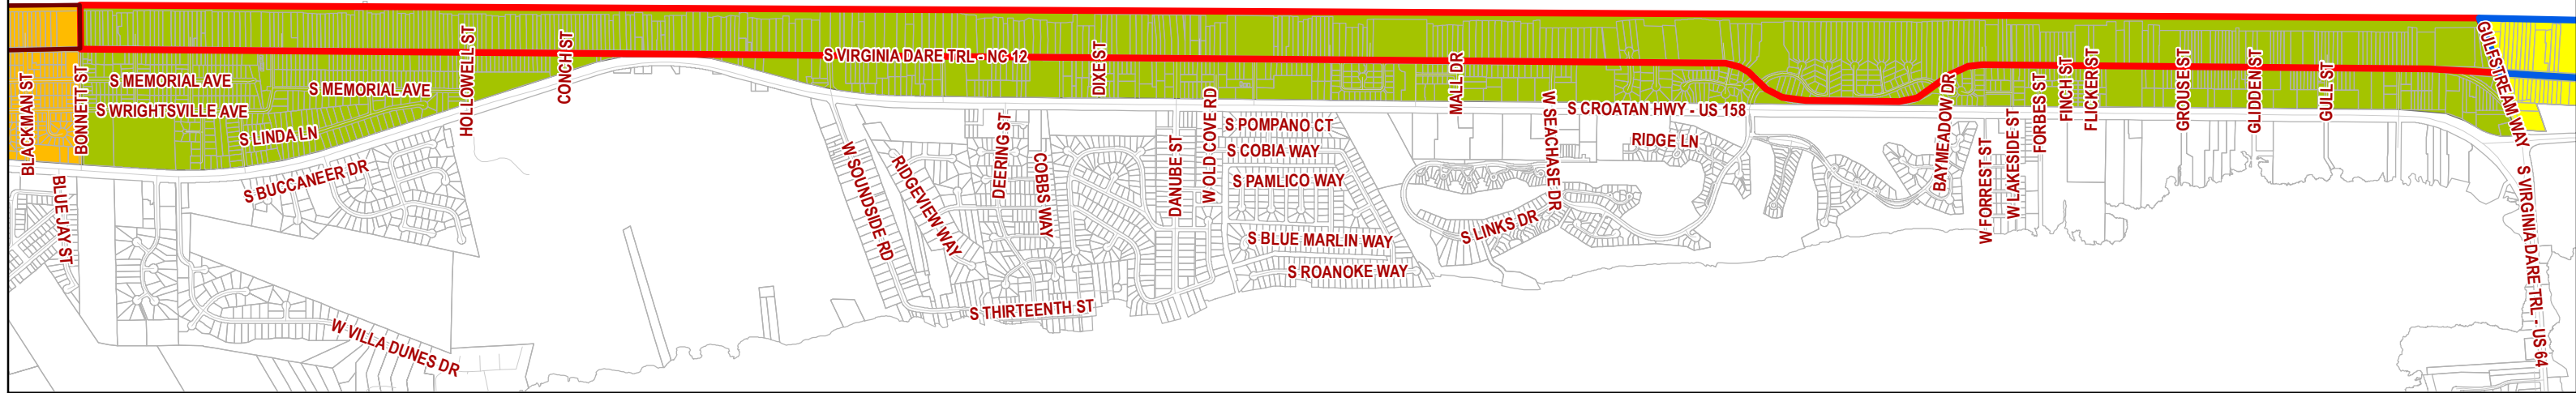 BLACKMAN ST
BONNETT ST
S MEMORIAL AVE
S WRIGHTSVILLE AVE
S LINDA LN
S MEMORIAL AVE
HOLLOWELL ST
CONCH ST
S VIRGINIA DARE TRL - NC 12
DIXE ST
MALL DR
S CROATAN HWY - US 158
BLUE JAY ST
S BUCCANEER DR
W VILLA DUNES DR
W SOUNDSIDE RD
RIDGEVIEW WAY
DEERING ST
COBBS WAY
S THIRTEENTH ST
DANUBE ST
W OLD COVE RD
S POMPANO CT
S COBIA WAY
S PAMLICO WAY
S BLUE MARLIN WAY
S ROANOKE WAY
S LINKS DR
W SEACHASE DR
RIDGE LN
BAYMEADOW DR
W FOREST ST
W LAKESIDE ST
FORBES ST
FINCH ST
FLICKER ST
GROUSE ST
GLIDDEN ST
GULL ST
GULFSTREAM WAY
S VIRGINIA DARE TRL - US 64